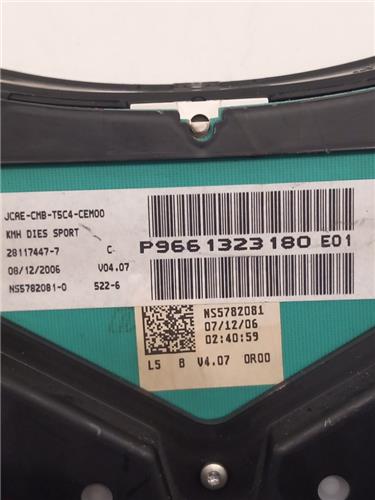 JCAE-CMB-T5C4-CEM00
KMH DIES SPORT
28117447-7 C
08/12/2006 V04.07
NS5782081-0 522-6
P9661323180 E01
NS5782081
07/12/06
02:40:59
L5 8 V4.07 0R00